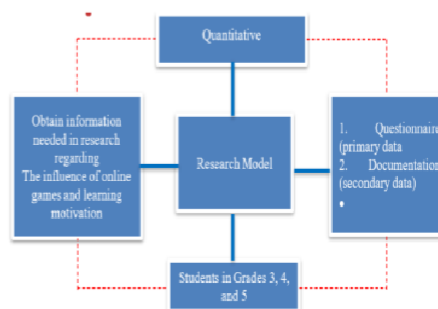 Quantitative
Obtain information
needed in research
regarding
The influence of online
games and learning
motivation
Research Model
1. Questionnaire
(primary data
2. Documentation
(secondary data)
Students in Grades 3, 4,
and 5